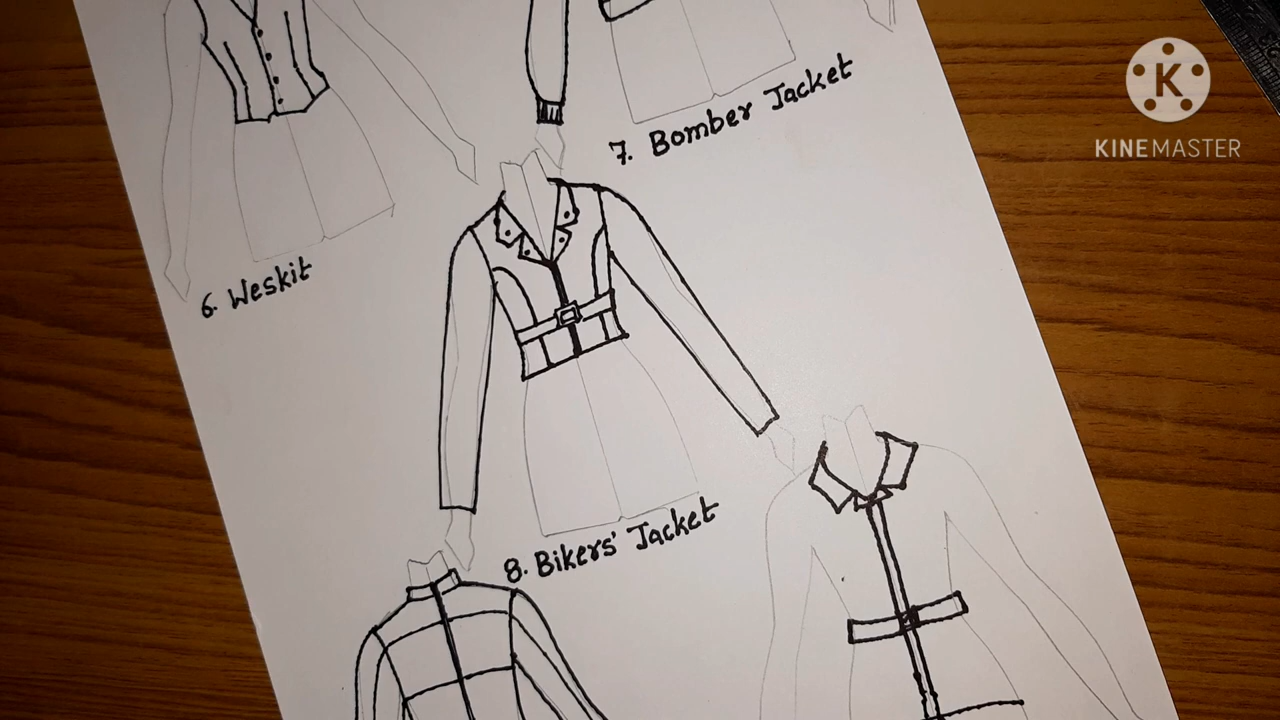 7. Bomber Jacket
K
KINEMASTER
6. Weskit
8. Bikers' Jacket